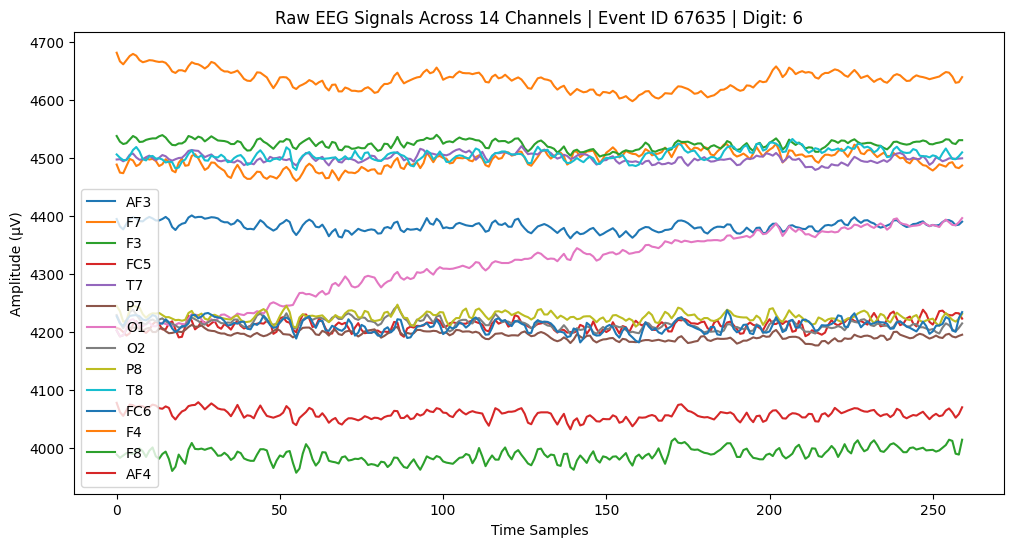 Raw EEG Signals Across 14 Channels | Event ID 67635 | Digit: 6
Amplitude (µV)
4700
4600
4500
4400
4300
4200
4100
4000
AF3
F7
F3
FC5
T7
P7
O1
O2
P8
T8
FC6
F4
F8
AF4
0
50
100
150
200
250
Time Samples